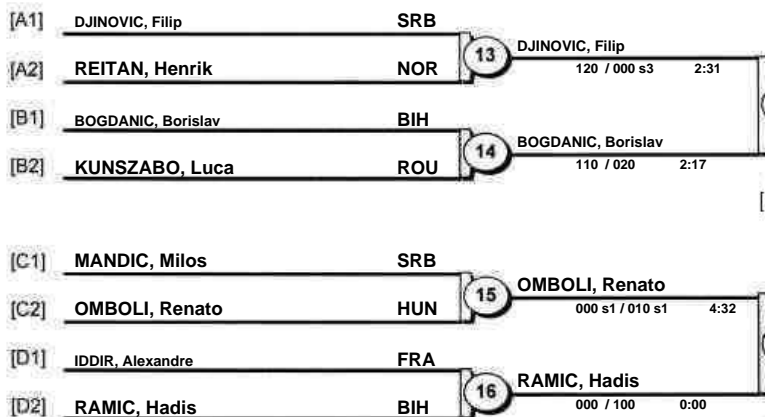 [A1] DJINOVIC, Filip SRB
13 DJINOVIC, Filip
[A2] REITAN, Henrik NOR
120 / 000 s3 2:31
[B1] BOGDANIC, Borislav BIH
14 BOGDANIC, Borislav
[B2] KUNSZABO, Luca ROU
110 / 020 2:17
[
[C1] MANDIC, Milos SRB
15 OMBOLI, Renato
[C2] OMBOLI, Renato HUN
000 s1 / 010 s1 4:32
[D1] IDDIR, Alexandre FRA
16 RAMIC, Hadis
[D2] RAMIC, Hadis BIH
000 / 100 0:00